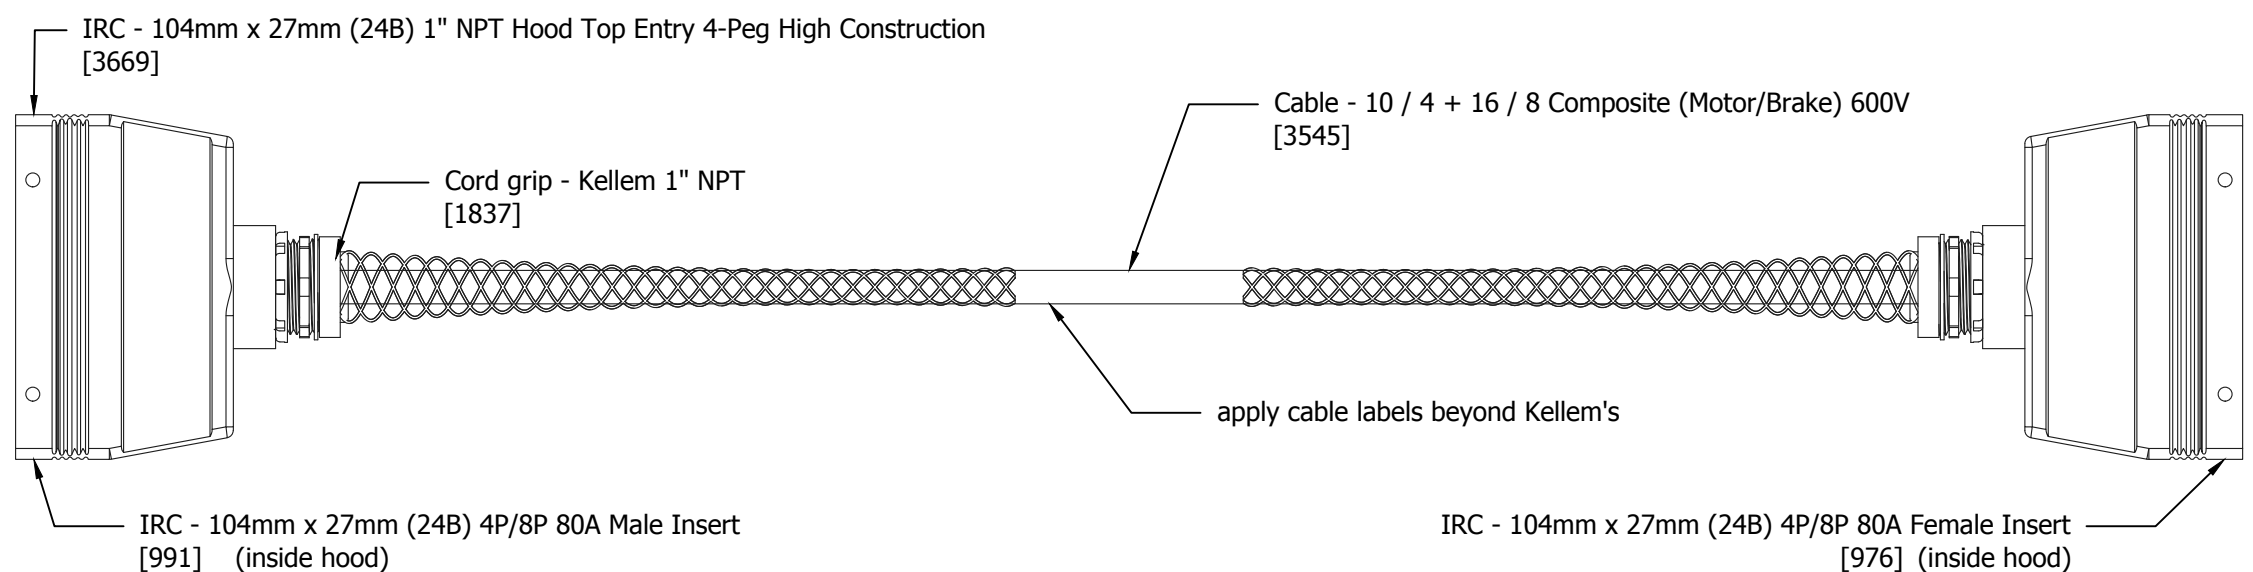 IRC - 104mm x 27mm (24B) 1" NPT Hood Top Entry 4-Peg High Construction
[3669]
Cable - 10 / 4 + 16 / 8 Composite (Motor/Brake) 600V
[3545]
Cord grip - Kellem 1" NPT
[1837]
apply cable labels beyond Kellem's
IRC - 104mm x 27mm (24B) 4P/8P 80A Male Insert
[991] (inside hood)
IRC - 104mm x 27mm (24B) 4P/8P 80A Female Insert
[976] (inside hood)